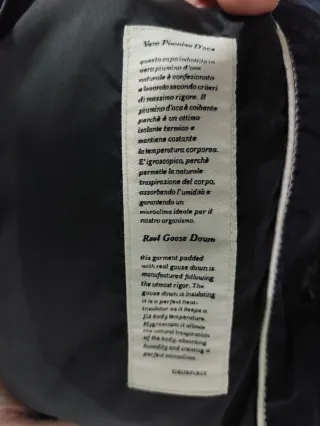 Vero Piumino D'oca
questo capo imbottito in
vero piumino d'oca
naturale è confezionato
e lavorato secondo criteri
di massimo rigore. Il
piumino d'oca è coibente
perchè è un ottimo
isolante termico e
mantiene costante
la temperatura corporea.
E' igroscopico, perchè
permette la naturale
traspirazione del corpo,
assorbendo l'umidità e
garantendo un
microclima ideale per il
nostro organismo.
Real Goose Down
this garment padded
with real goose down is
manufactured following
the utmost rigor. The
goose down is insulating
it is a perfect heat-
insulator as it keeps a
fix body temperature.
Hygroscopic it allows
the natural traspiration
of the body, absorbing
humidity and creating a
perfect microclima.